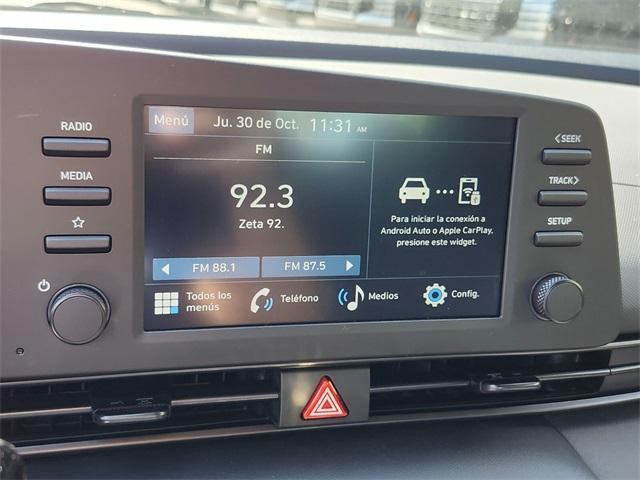 RADIO
MEDIA
Menú Ju. 30 de Oct. 11:31 AM
FM
92.3
Zeta 92.
FM 88.1 FM 87.5
Para iniciar la conexión a
Android Auto o Apple CarPlay,
presione este widget.
Todos los
menús
Teléfono
Medios
Config.
< SEEK
TRACK >
SETUP